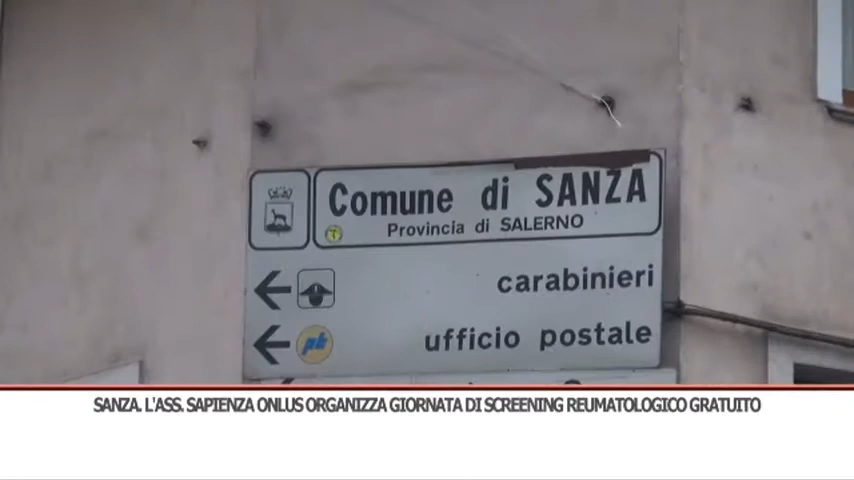 Comune di SANZA
Provincia di SALERNO
carabinieri
pt
ufficio postale
SANZA. L'ASS. SAPIENZA ONLUS ORGANIZZA GIORNATA DI SCREENING REUMATOLOGICO GRATUITO